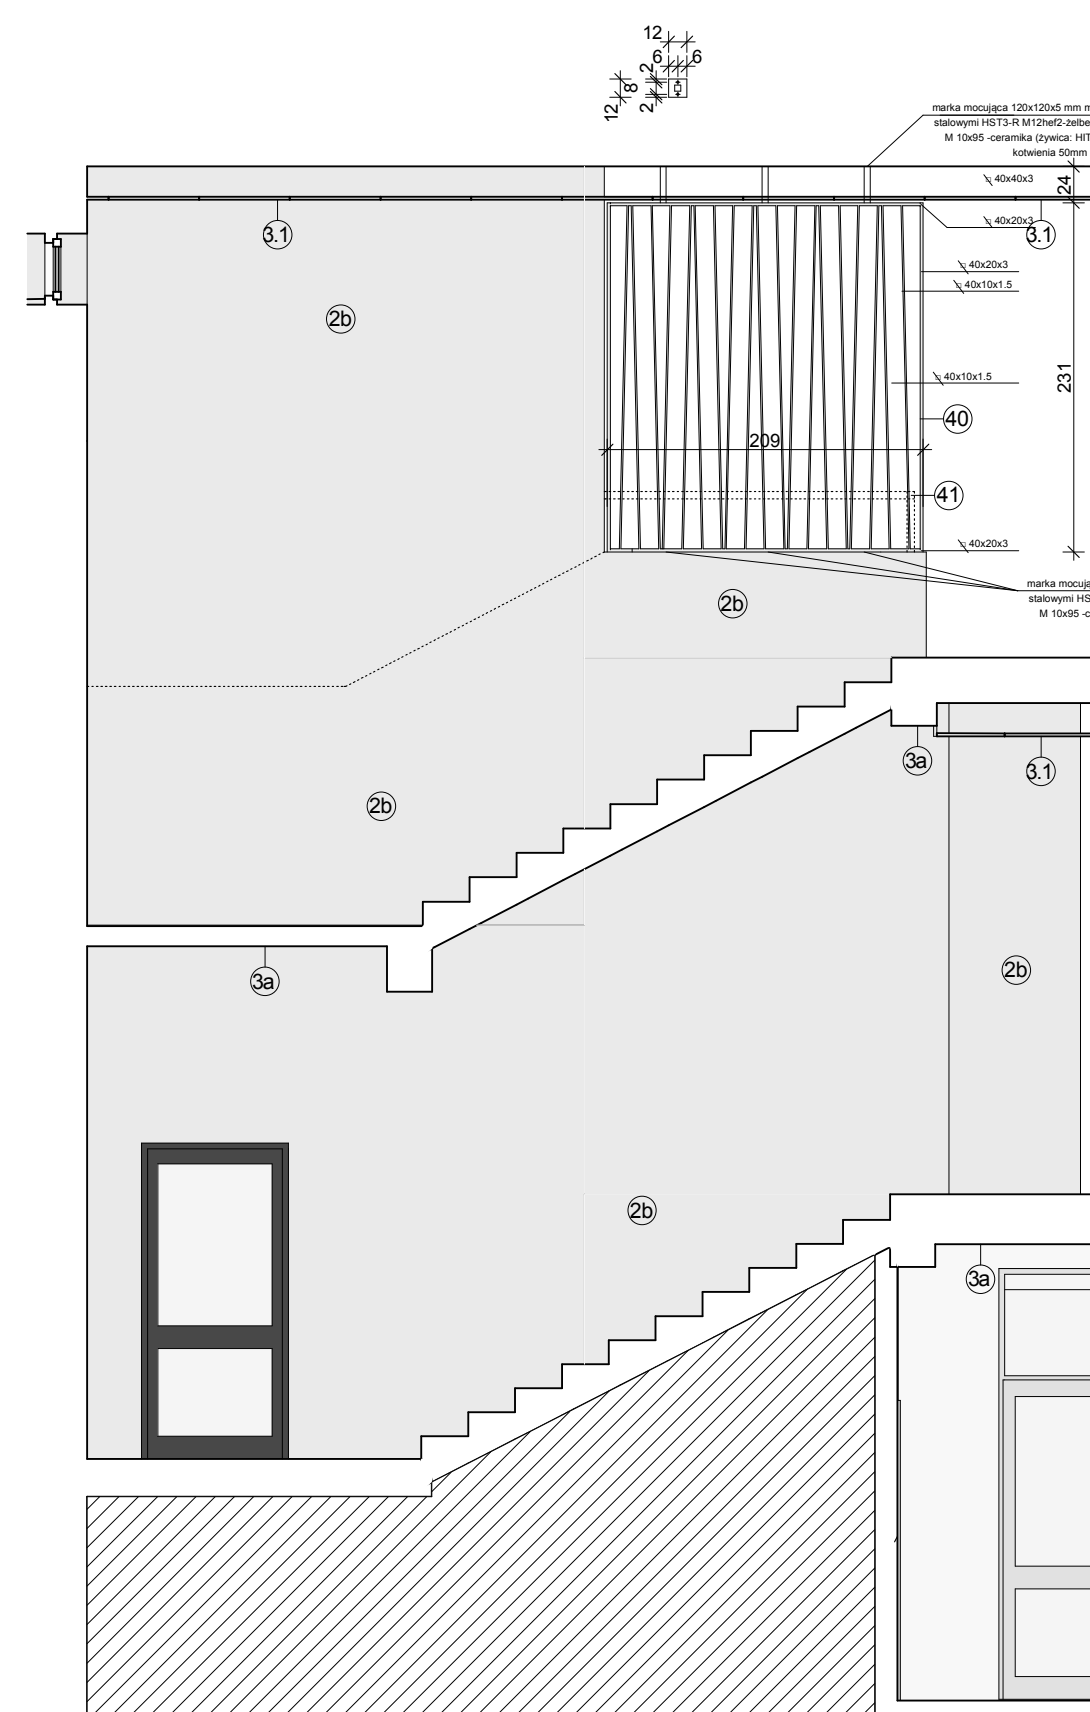 12
6 6
2
8
12
2
marka mocująca 120x120x5 mm
stalowymi HST3-R M12hef2-żelbe
M 10x95 -ceramika (żywica: HIT
kotwienia 50mm
40x40x3
24
3.1
40x20x3
3.1
40x20x3
40x10x1.5
2b
40x10x1.5
231
40
209
41
40x20x3
marka mocują
stalowymi HS
M 10x95 -c
2b
3a
3.1
2b
2b
3a
2b
3a